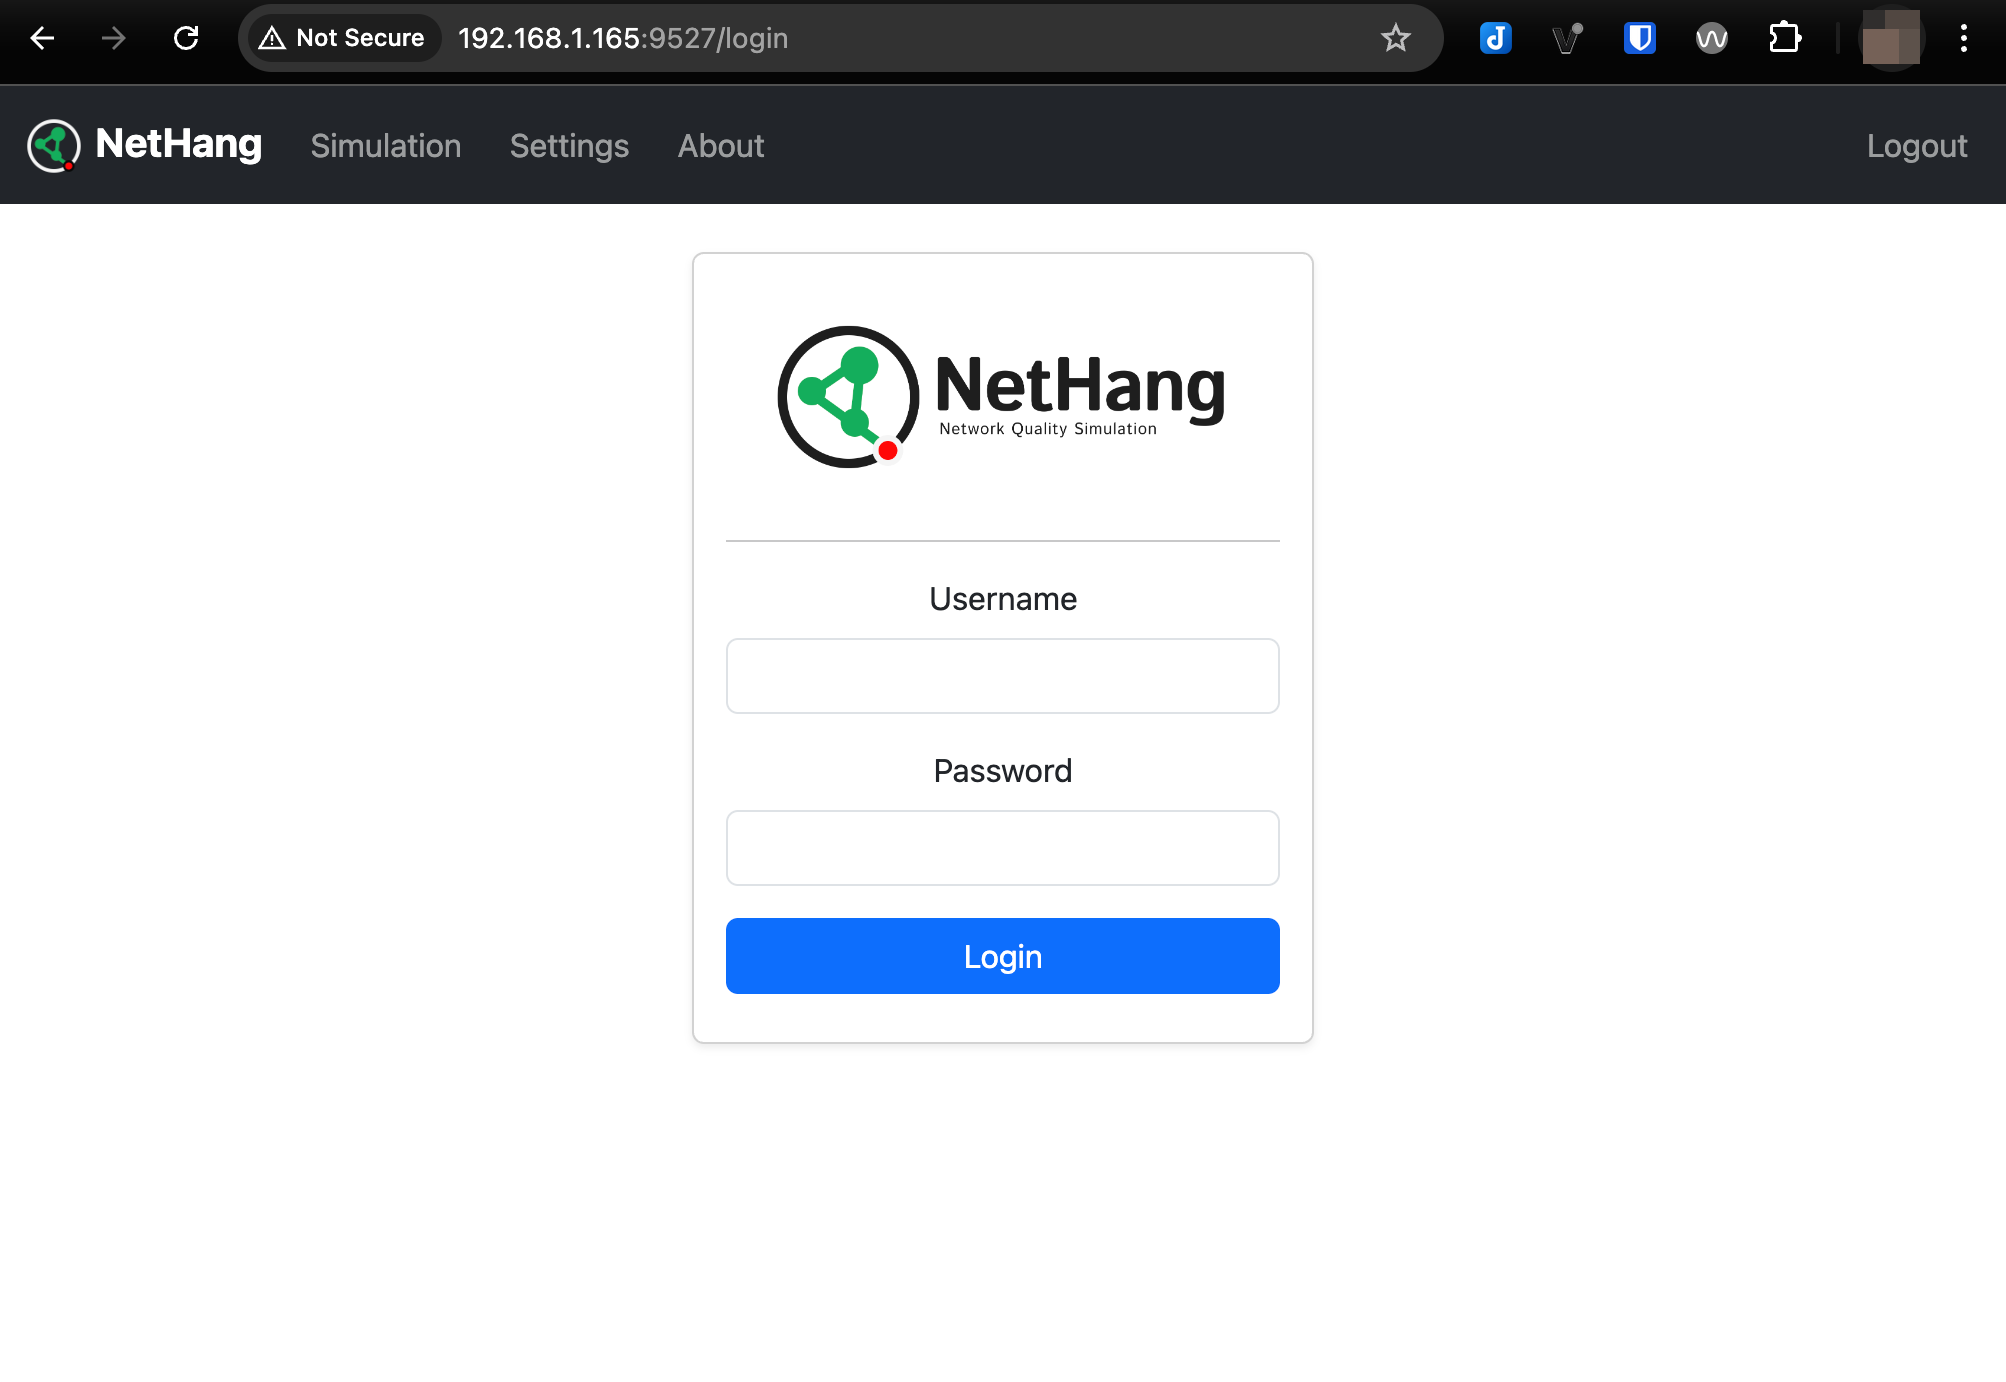 Not Secure 192.168.1.165:9527/login
NetHang Simulation Settings About Logout
NetHang
Network Quality Simulation
Username
Password
Login